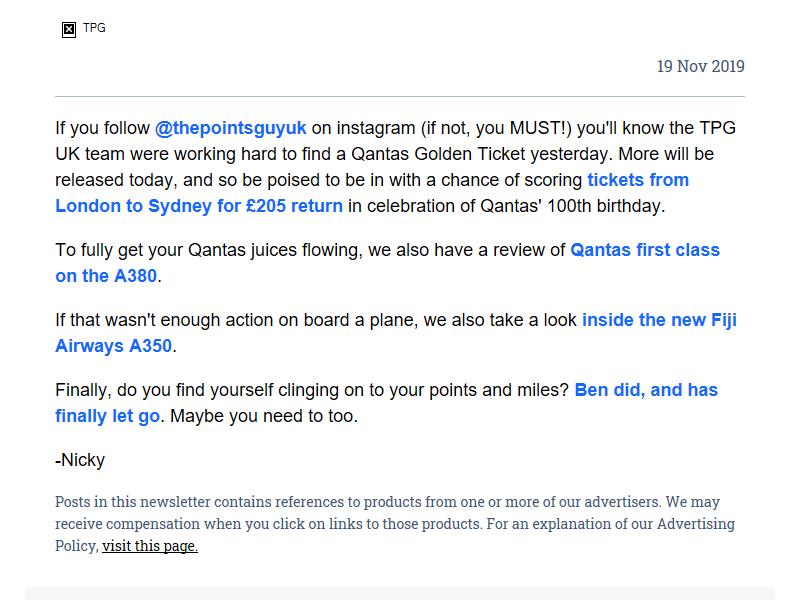 TPG
19 Nov 2019
If you follow @thepointsguyuk on instagram (if not, you MUST!) you'll know the TPG
UK team were working hard to find a Qantas Golden Ticket yesterday. More will be
released today, and so be poised to be in with a chance of scoring tickets from
London to Sydney for £205 return in celebration of Qantas' 100th birthday.
To fully get your Qantas juices flowing, we also have a review of Qantas first class
on the A380.
If that wasn't enough action on board a plane, we also take a look inside the new Fiji
Airways A350.
Finally, do you find yourself clinging on to your points and miles? Ben did, and has
finally let go. Maybe you need to too.
-Nicky
Posts in this newsletter contains references to products from one or more of our advertisers. We may
receive compensation when you click on links to those products. For an explanation of our Advertising
Policy, visit this page.